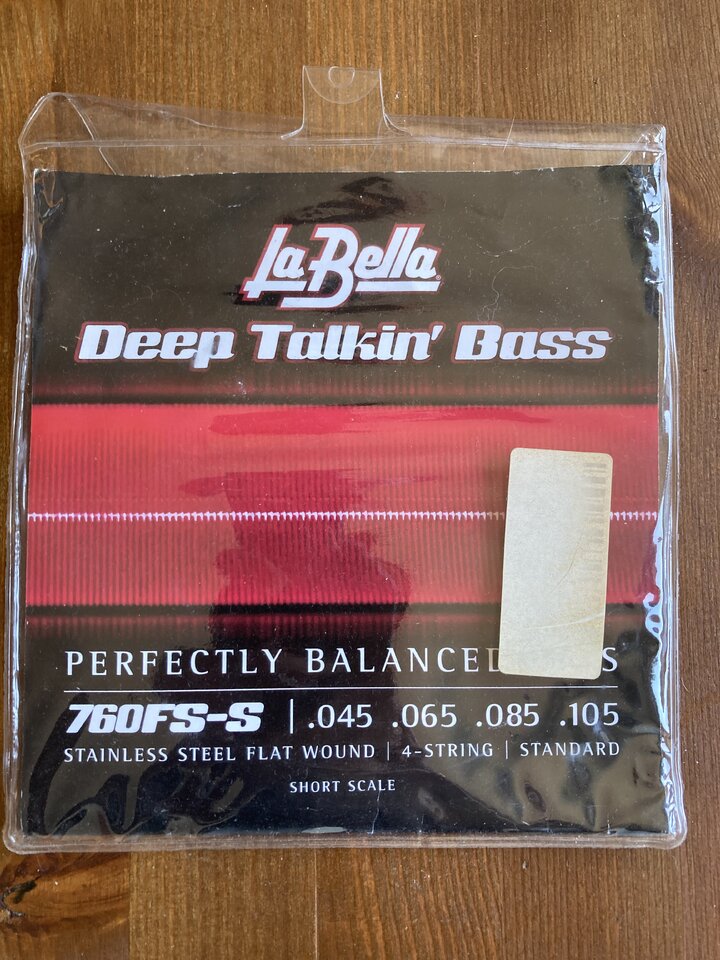 La Bella
Deep Talkin' Bass
PERFECTLY BALANCED
760FS-S | .045 .065 .085 .105
STAINLESS STEEL FLAT WOUND | 4-STRING | STANDARD
SHORT SCALE